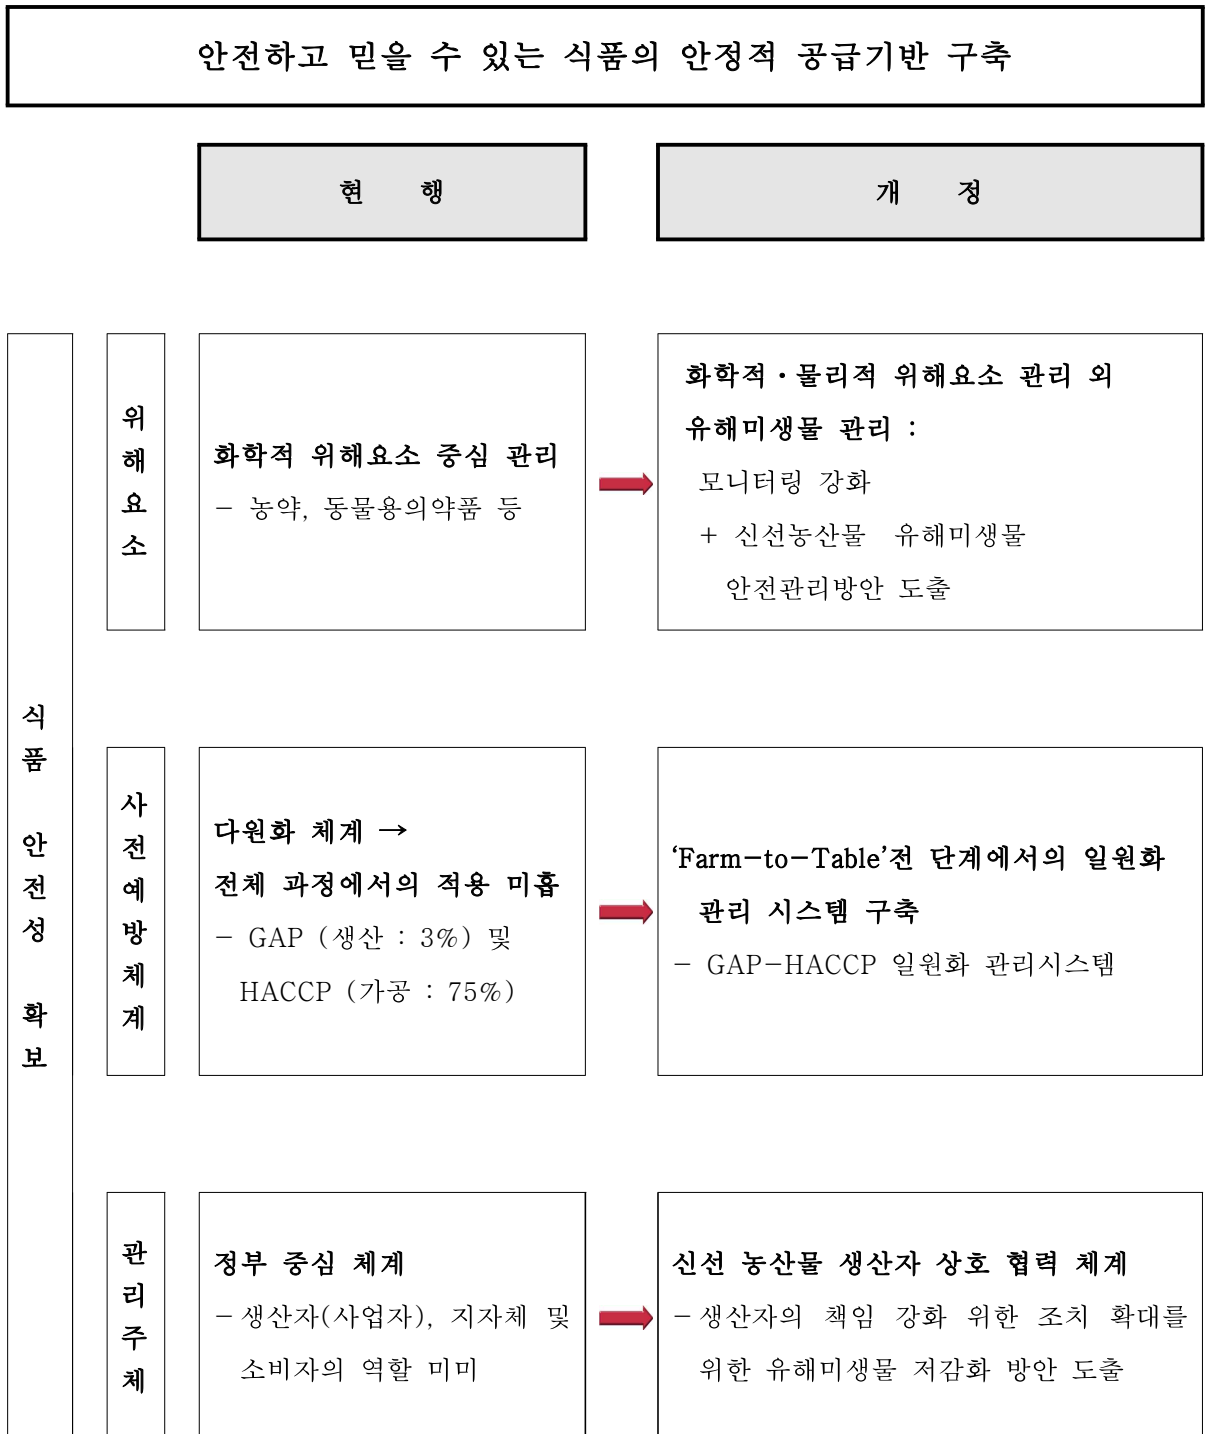 안전하고 믿을 수 있는 식품의 안정적 공급기반 구축
현 행
개 정
식품 안전성 확보
위해요소
화학적 위해요소 중심 관리
- 농약, 동물용의약품 등
화학적·물리적 위해요소 관리 외
유해미생물 관리 :
모니터링 강화
+ 신선농산물 유해미생물
안전관리방안 도출
사전예방체계
다원화 체계 →
전체 과정에서의 적용 미흡
- GAP (생산 : 3%) 및
HACCP (가공 : 75%)
‘Farm-to-Table’전 단계에서의 일원화
관리 시스템 구축
- GAP-HACCP 일원화 관리시스템
관리주체
정부 중심 체계
- 생산자(사업자), 지자체 및
소비자의 역할 미미
신선 농산물 생산자 상호 협력 체계
- 생산자의 책임 강화 위한 조치 확대를
위한 유해미생물 저감화 방안 도출